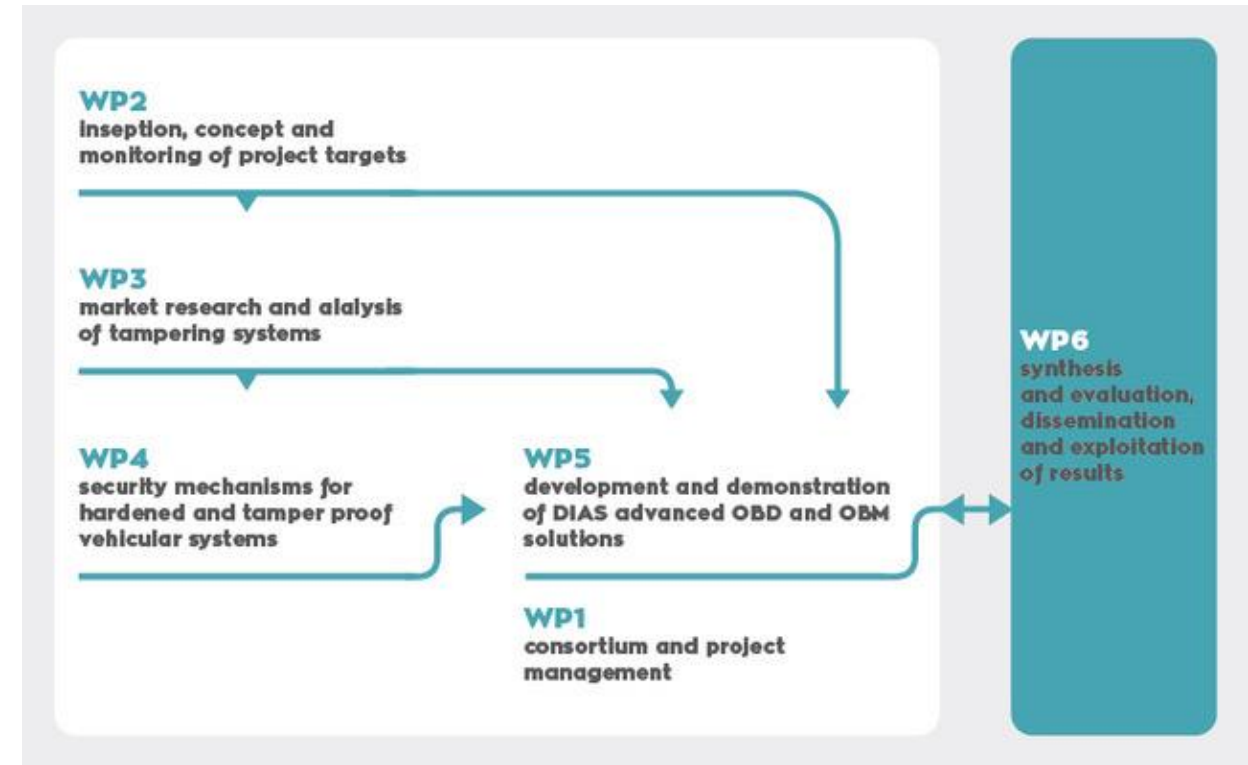 WP2
inseption, concept and
monitoring of project targets
WP3
market research and alalysis
of tampering systems
WP4
security mechanisms for
hardened and tamper proof
vehicular systems
WP5
development and demonstration
of DIAS advanced OBD and OBM
solutions
WP1
consortium and project
management
WP6
synthesis
and evaluation,
dissemination
and exploitation
of results